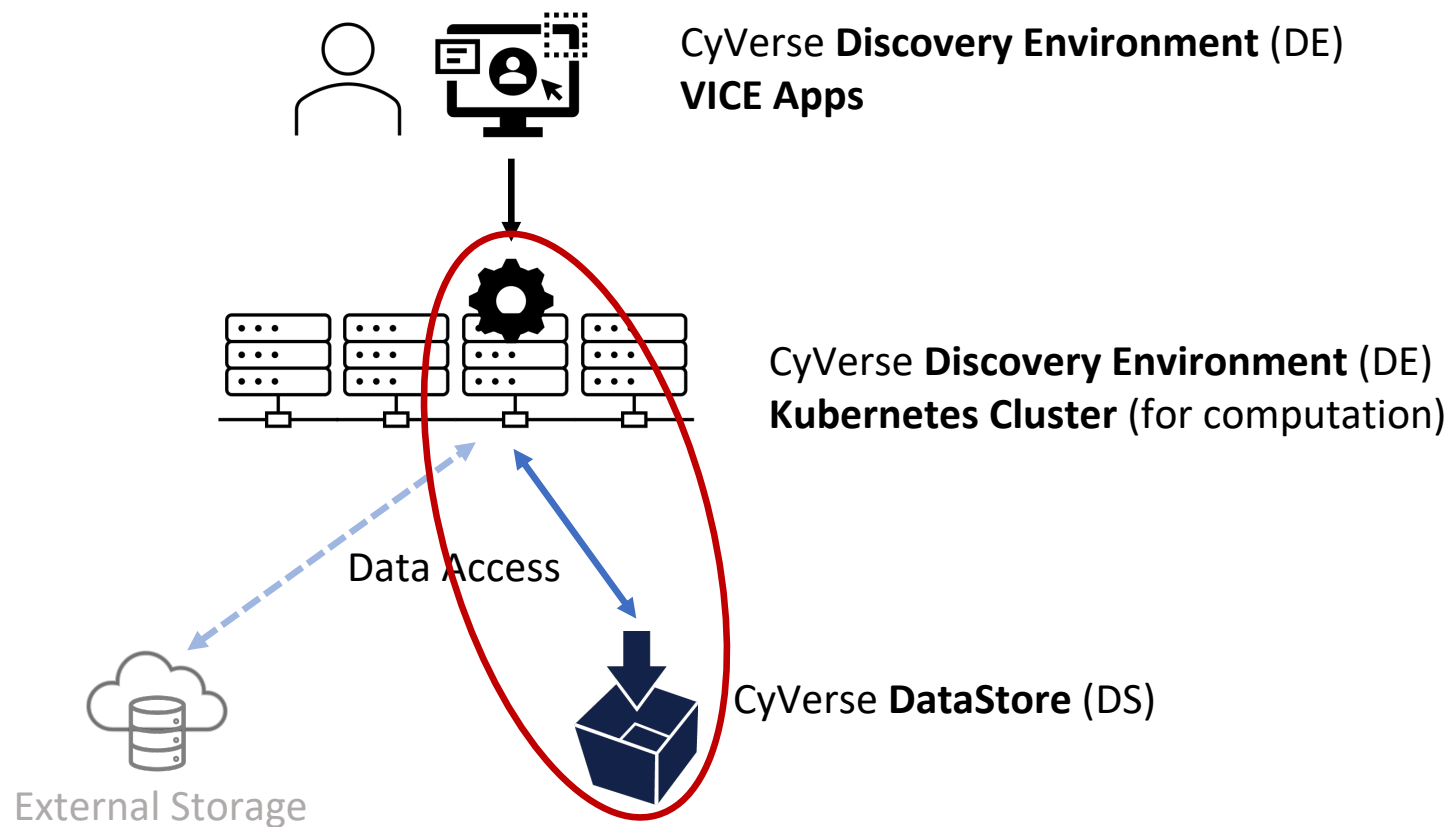 CyVerse Discovery Environment (DE)
VICE Apps
CyVerse Discovery Environment (DE)
Kubernetes Cluster (for computation)
Data Access
CyVerse DataStore (DS)
External Storage